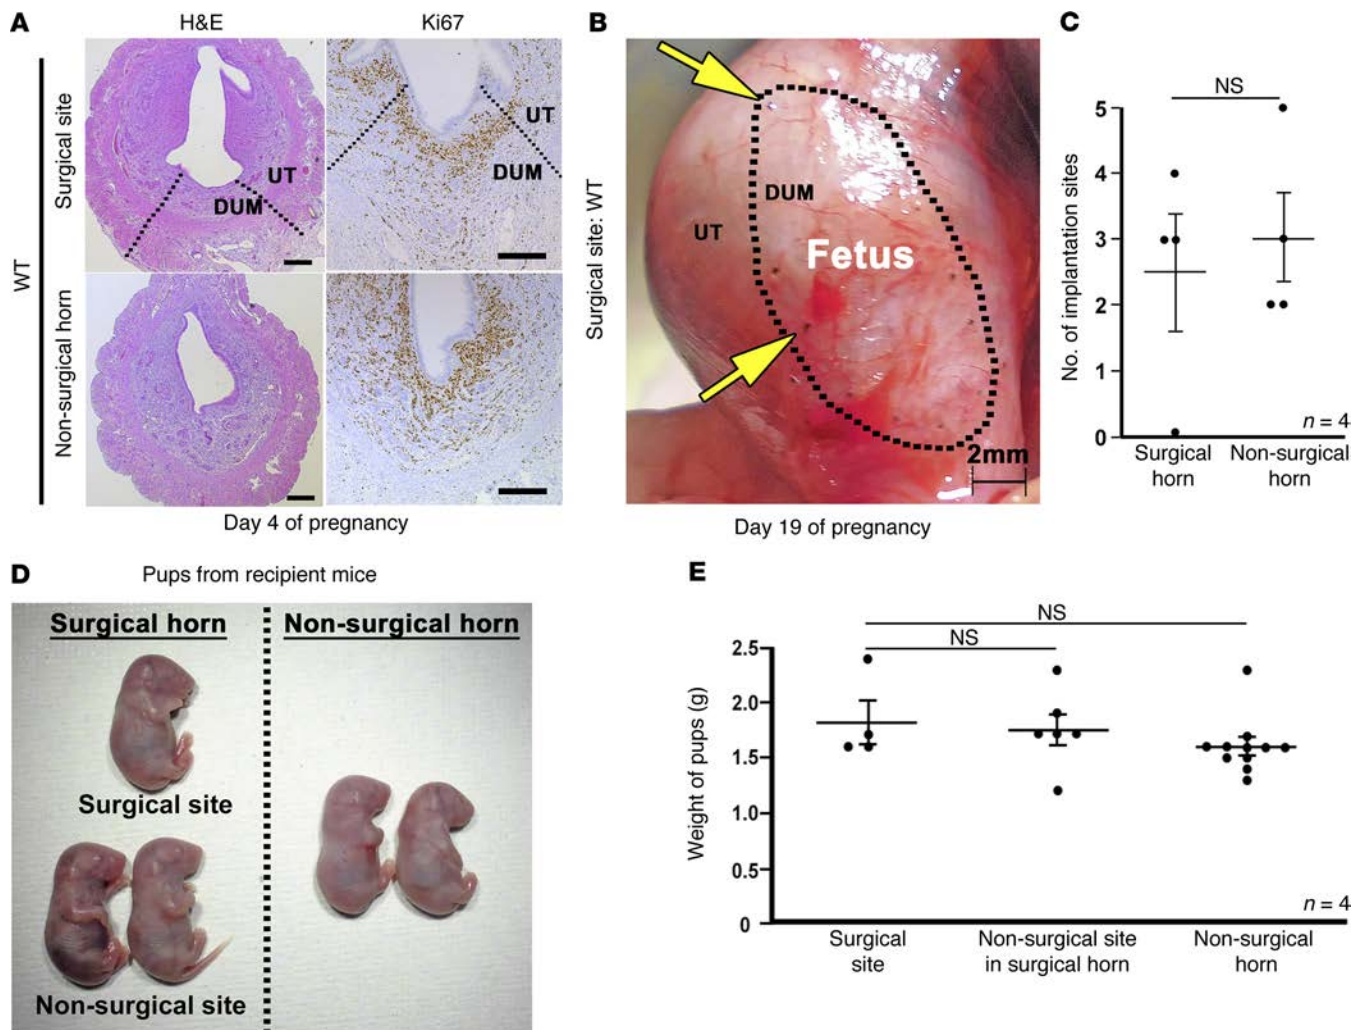 A
H&E
Ki67
WT
Surgical site
Non-surgical horn
UT
DUM
UT
DUM
Day 4 of pregnancy
B
Surgical site: WT
UT
DUM
Fetus
2mm
Day 19 of pregnancy
C
NS
No. of implantation sites
5
4
3
2
1
0
n = 4
Surgical
horn
Non-surgical
horn
D
Pups from recipient mice
Surgical horn
Non-surgical horn
Surgical site
Non-surgical site
E
NS
NS
Weight of pups (g)
2.5
2.0
1.5
1.0
0.5
0
n = 4
Surgical
site
Non-surgical site
in surgical horn
Non-surgical
horn